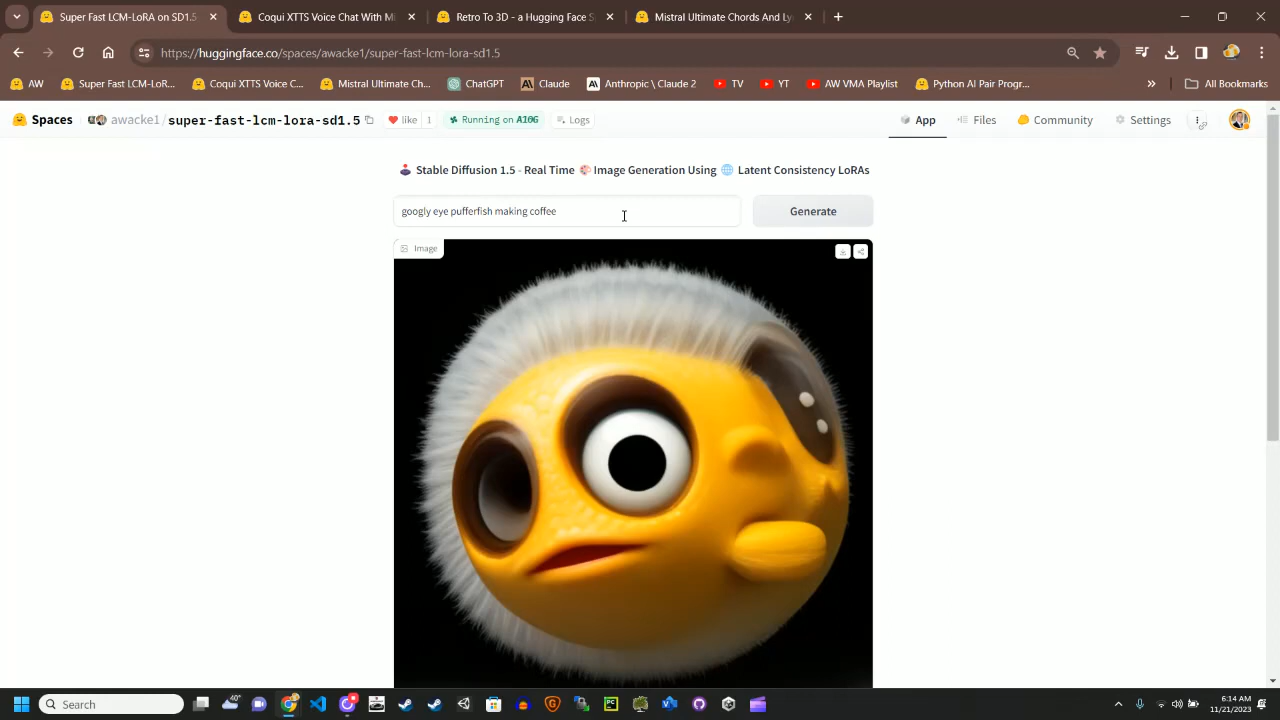 Super-Fast LCM-LoRA on SD1.5
Coqui XTTS Voice Chat With Mi
Retro To 3D - a Hugging Face S
Mistral Ultimate Chords And Ly
https://huggingface.co/spaces/awacke1/super-fast-lcm-lora-sd1.5
AW
Super Fast LCM-LoR...
Coqui XTTS Voice C...
Mistral Ultimate Ch...
ChatGPT
Claude
Anthropic \ Claude 2
TV
YT
AW VMA Playlist
Python AI Pair Progr...
All Bookmarks
Spaces
awacke1/super-fast-lcm-lora-sd1.5
like 1
Running on A10G
Logs
App
Files
Community
Settings
Stable Diffusion 1.5 - Real Time Image Generation Using Latent Consistency LoRAs
googly eye pufferfish making coffee
Generate
Image
Search
40°
6:14 AM
11/21/2023